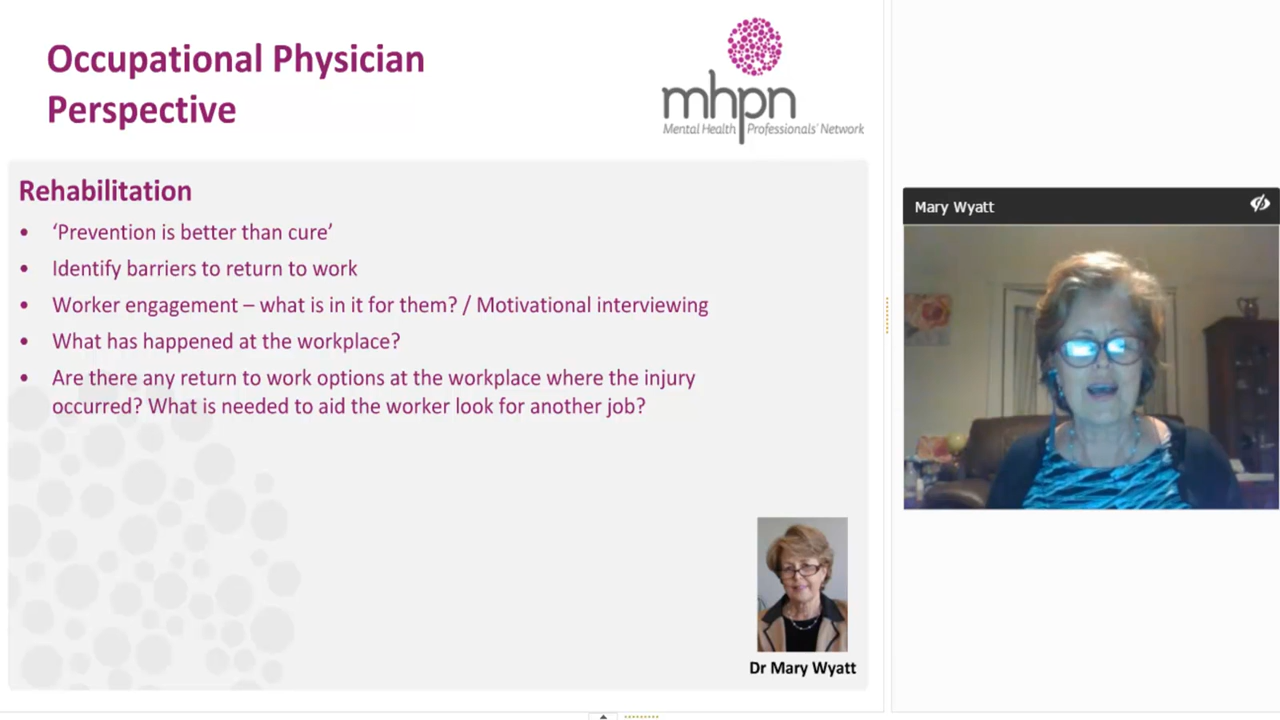 Occupational Physician
Perspective
mhpn
Mental Health Professionals' Network
Rehabilitation
• ‘Prevention is better than cure’
• Identify barriers to return to work
• Worker engagement – what is in it for them? / Motivational interviewing
• What has happened at the workplace?
• Are there any return to work options at the workplace where the injury
occurred? What is needed to aid the worker look for another job?
Dr Mary Wyatt
Mary Wyatt